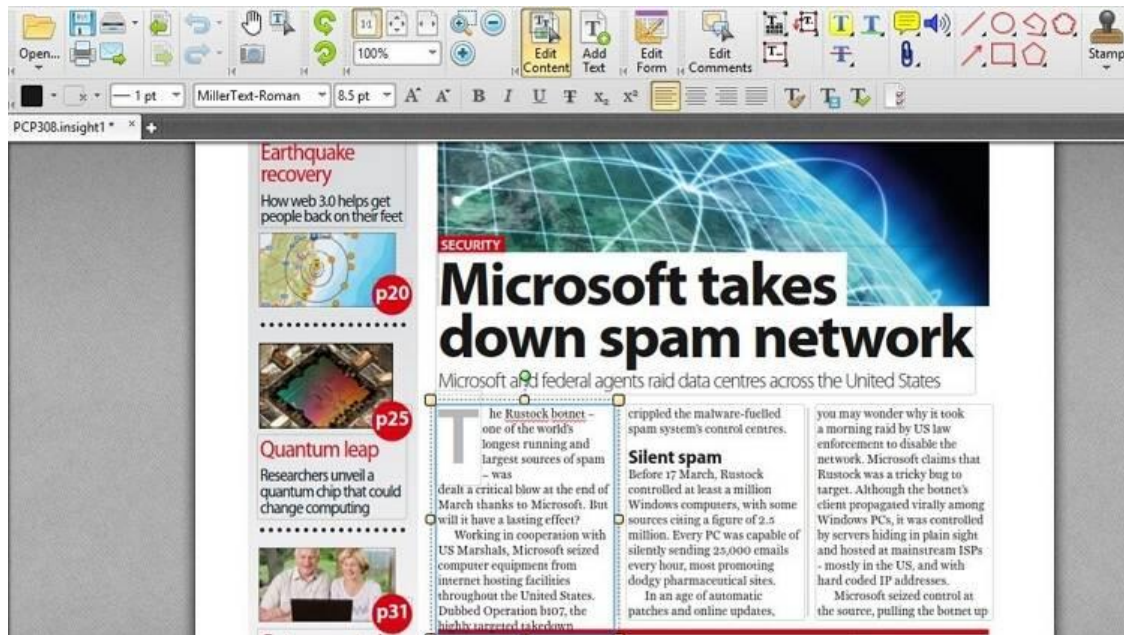 Open...
1:1
100%
Edit
Content
Add
Text
Edit
Form
Edit
Comments
Stamp
1 pt
MillerText-Roman
8.5 pt
A A B I U T X₂ X²
PCP308.insight1 *
Earthquake
recovery
How web 3.0 helps get
people back on their feet
p20
p25
Quantum leap
Researchers unveil a
quantum chip that could
change computing
p31
SECURITY
Microsoft takes
down spam network
Microsoft and federal agents raid data centres across the United States
The Rustock botnet –
one of the world's
longest running and
largest sources of spam
– was
dealt a critical blow at the end of
March thanks to Microsoft. But
will it have a lasting effect?
Working in cooperation with
US Marshals, Microsoft seized
computer equipment from
internet hosting facilities
throughout the United States.
Dubbed Operation b107, the
highly targeted takedown
crippled the malware-fuelled
spam system's control centres.
Silent spam
Before 17 March, Rustock
controlled at least a million
Windows computers, with some
sources citing a figure of 2.5
million. Every PC was capable of
silently sending 25,000 emails
every hour, most promoting
dodgy pharmaceutical sites.
In an age of automatic
patches and online updates,
you may wonder why it took
a morning raid by US law
enforcement to disable the
network. Microsoft claims that
Rustock was a tricky bug to
target. Although the botnet's
client propagated virally among
Windows PCs, it was controlled
by servers hiding in plain sight
and hosted at mainstream ISPs
- mostly in the US, and with
hard coded IP addresses.
Microsoft seized control at
the source, pulling the botnet up